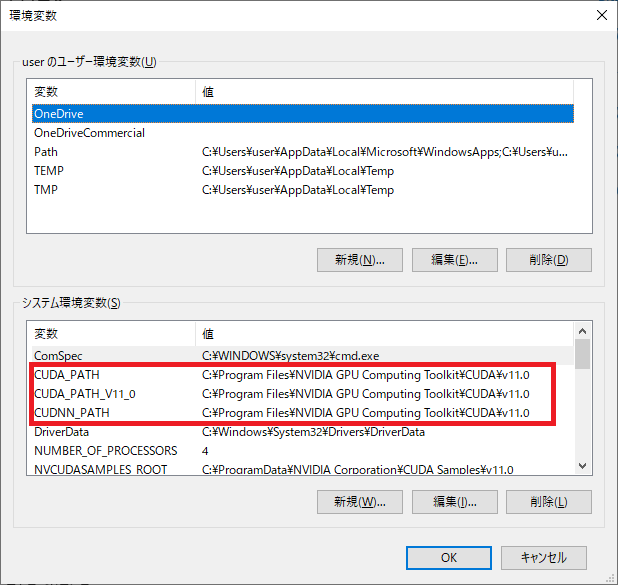 環境変数
user のユーザー環境変数(U)
変数 値
OneDrive
OneDriveCommercial
Path C:¥Users¥user¥AppData¥Local¥Microsoft¥WindowsApps;C:¥Users¥u...
TEMP C:¥Users¥user¥AppData¥Local¥Temp
TMP C:¥Users¥user¥AppData¥Local¥Temp
新規(N)... 編集(E)... 削除(D)
システム環境変数(S)
変数 値
ComSpec C:¥WINDOWS¥system32¥cmd.exe
CUDA_PATH C:¥Program Files¥NVIDIA GPU Computing Toolkit¥CUDA¥v11.0
CUDA_PATH_V11_0 C:¥Program Files¥NVIDIA GPU Computing Toolkit¥CUDA¥v11.0
CUDNN_PATH C:¥Program Files¥NVIDIA GPU Computing Toolkit¥CUDA¥v11.0
DriverData C:¥Windows¥System32¥Drivers¥DriverData
NUMBER_OF_PROCESSORS 4
NVCUDASAMPLES_ROOT C:¥ProgramData¥NVIDIA Corporation¥CUDA Samples¥v11.0
新規(W)... 編集(I)... 削除(L)
OK キャンセル